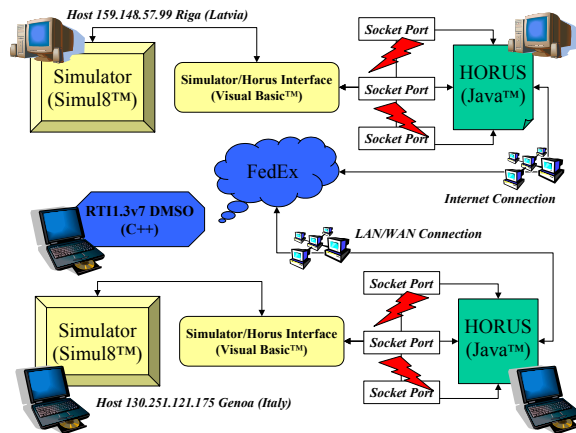 Host 159.148.57.99 Riga (Latvia)
Simulator
(Simul8™)
Simulator/Horus Interface
(Visual Basic™)
Socket Port
Socket Port
Socket Port
HORUS
(Java™)
FedEx
Internet Connection
RTI1.3v7 DMSO
(C++)
LAN/WAN Connection
Simulator
(Simul8™)
Simulator/Horus Interface
(Visual Basic™)
Socket Port
Socket Port
Socket Port
HORUS
(Java™)
Host 130.251.121.175 Genoa (Italy)